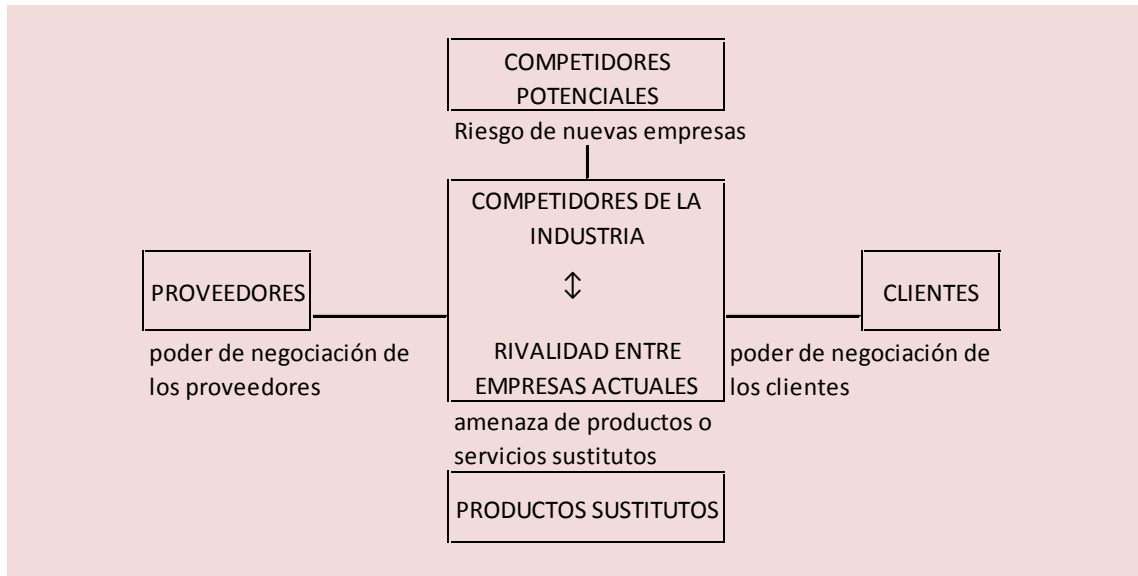 COMPETIDORES
POTENCIALES
Riesgo de nuevas empresas
COMPETIDORES DE LA
INDUSTRIA
↕
PROVEEDORES
CLIENTES
RIVALIDAD ENTRE
EMPRESAS ACTUALES
poder de negociación de
los proveedores
poder de negociación de
los clientes
amenaza de productos o
servicios sustitutos
PRODUCTOS SUSTITUTOS